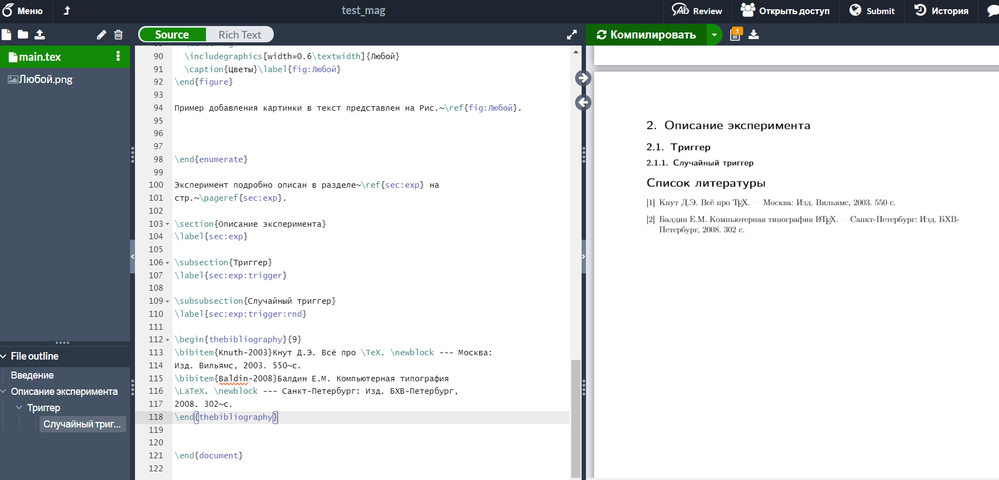 Меню
test_mag
Review
Открыть доступ
Submit
История
Source
Rich Text
Компилировать
1
main.tex
Любой.png
File outline
Введение
Описание эксперимента
Триггер
Случайный триг...
90 \includegraphics[width=0.6\textwidth]{Любой}
91 \caption{Цветы}\label{fig:Любой}
92 \end{figure}
93
94 Пример добавления картинки в текст представлен на Рис.~\ref{fig:Любой}.
95
96
97
98 \end{enumerate}
99
100 Эксперимент подробно описан в разделе~\ref{sec:exp} на
101 стр.~\pageref{sec:exp}.
102
103 \section{Описание эксперимента}
104 \label{sec:exp}
105
106 \subsection{Триггер}
107 \label{sec:exp:trigger}
108
109 \subsubsection{Случайный триггер}
110 \label{sec:exp:trigger:rnd}
111
112 \begin{thebibliography}{9}
113 \bibitem{Knuth-2003}Кнут Д.Э. Всё про \TeX. \newblock --- Москва:
114 Изд. Вильямс, 2003. 550~с.
115 \bibitem{Baldin-2008}Балдин Е.М. Компьютерная типография
116 \LaTeX. \newblock --- Санкт-Петербург: Изд. БХВ-Петербург,
117 2008. 302~с.
118 \end{thebibliography}
119
120
121 \end{document}
122
2. Описание эксперимента
2.1. Триггер
2.1.1. Случайный триггер
Список литературы
[1] Кнут Д.Э. Всё про TEX. — Москва: Изд. Вильямс, 2003. 550 с.
[2] Балдин Е.М. Компьютерная типография LATEX. — Санкт-Петербург: Изд. БХВ-
Петербург, 2008. 302 с.